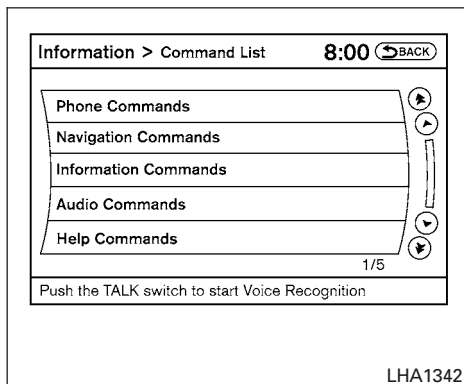 Information > Command List 8:00 BACK
Phone Commands
Navigation Commands
Information Commands
Audio Commands
Help Commands
1/5
Push the TALK switch to start Voice Recognition
LHA1342